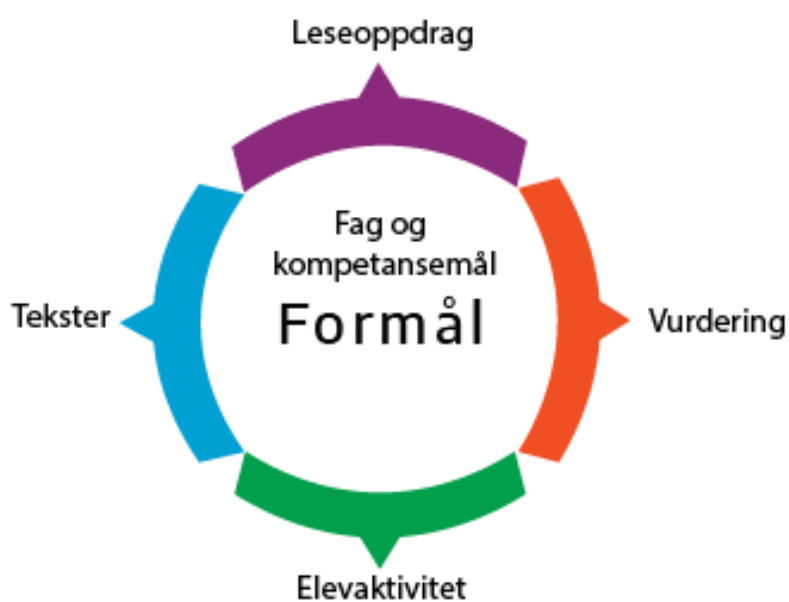 Leseoppdrag
Fag og
kompetansemål
Formål
Tekster
Vurdering
Elevaktivitet